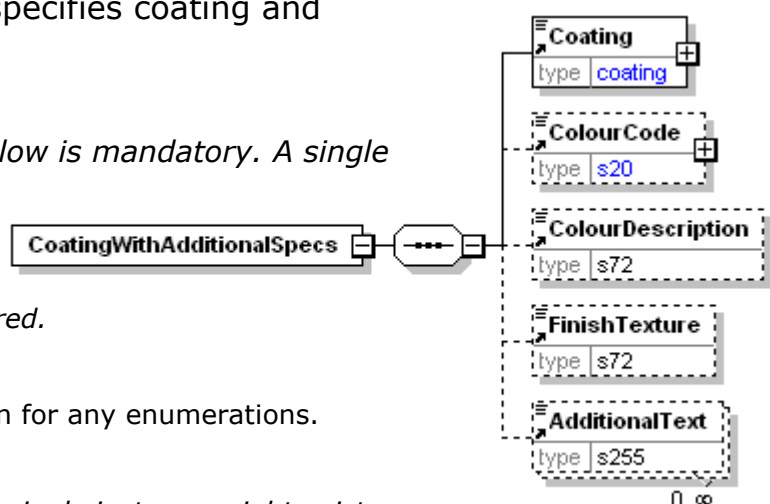 specifies coating and
low is mandatory. A single
red.
n for any enumerations.
Coating
type coating
ColourCode
type s20
CoatingWithAdditionalSpecs
ColourDescription
type s72
FinishTexture
type s72
AdditionalText
type s255